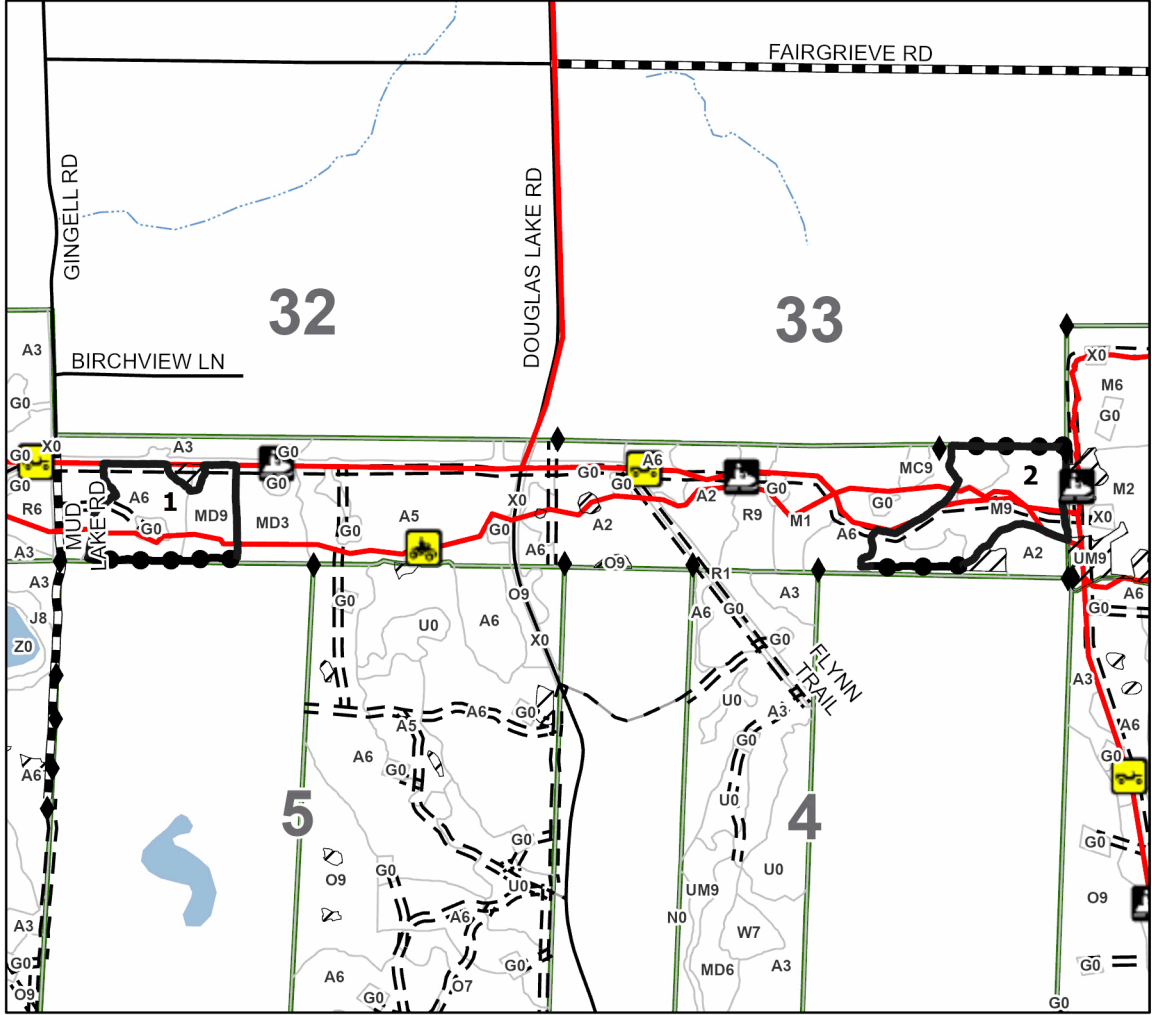 FAIRGRIEVE RD
GINGELL RD
DOUGLAS LAKE RD
32
33
BIRCHVIEW LN
A3
X0
M6
G0
G0
X0
A3
G0
A6
MC9
2
G0
G0
G0
G0
G0
A6
1
A2
G0
G0
M2
R6
MUD
LAKE RD
G0
MD9
MD3
G0
A5
G0
X0
A2
R9
M1
A6
M9
X0
A3
A6
O9
A2
UM9
A3
R1
A3
A6
G0
O9
A6
G0
G0
J8
U0
A6
X0
G0
Z0
FLYNN
TRAIL
A3
U0
A3
A6
G0
A5
A6
G0
G0
A6
G0
A6
5
U0
4
G0
G0
G0
O9
U0
UM9
U0
O9
A6
N0
W7
A3
G0
A6
G0
MD6
A3
G0
O9
G0
O7
G0